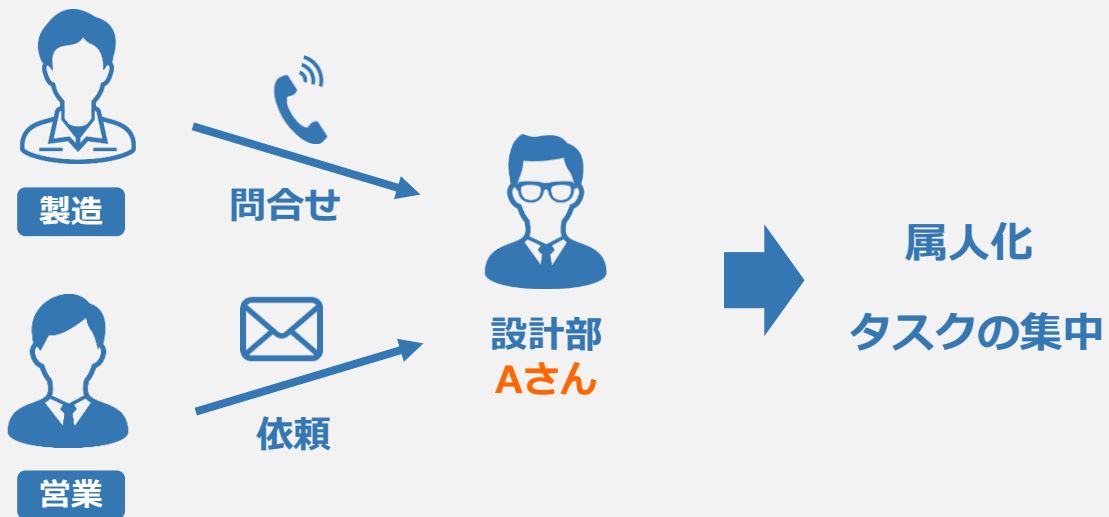 製造
問合せ
営業
依頼
設計部
Aさん
属人化
タスクの集中